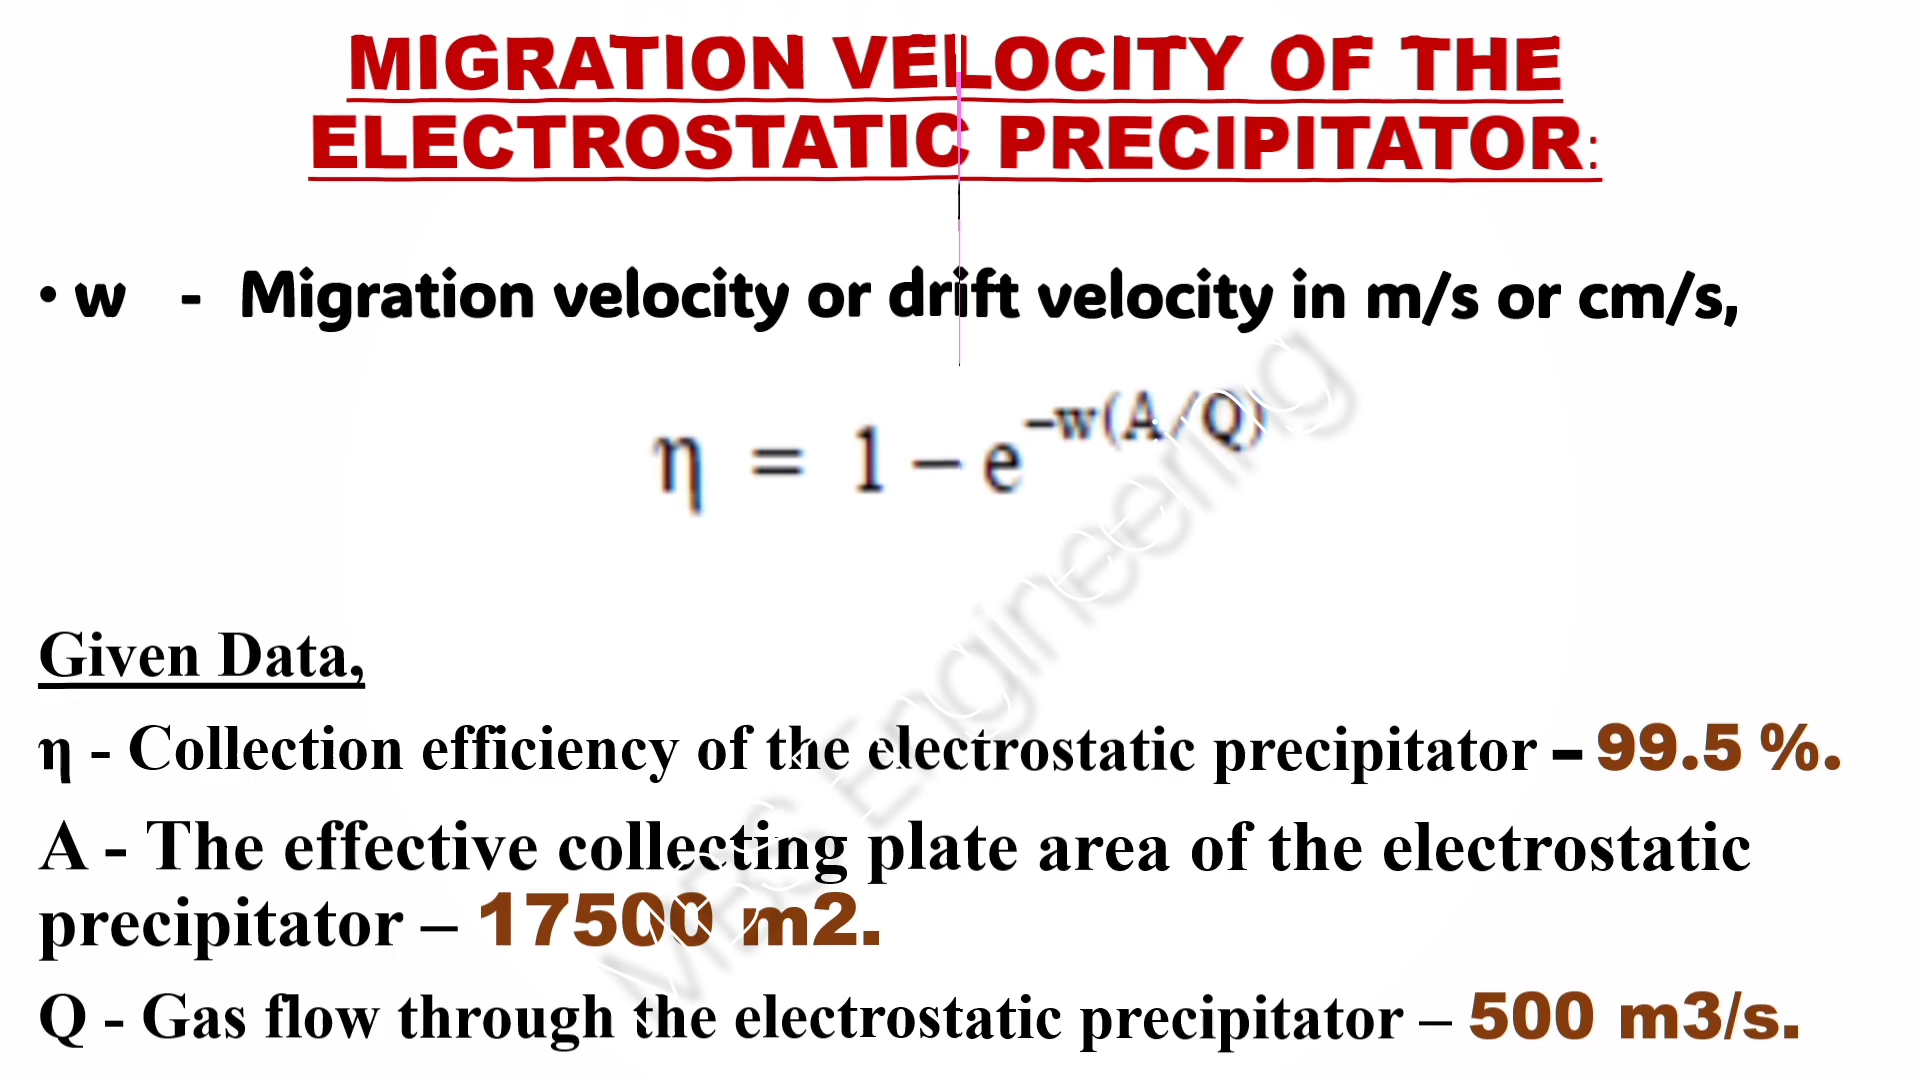 MIGRATION VELOCITY OF THE
ELECTROSTATIC PRECIPITATOR:
• w - Migration velocity or drift velocity in m/s or cm/s,
η = 1 – e^–w(A/Q)
Given Data,
η - Collection efficiency of the electrostatic precipitator – 99.5 %.
A - The effective collecting plate area of the electrostatic
precipitator – 17500 m2.
Q - Gas flow through the electrostatic precipitator – 500 m3/s.
MBS Engineering